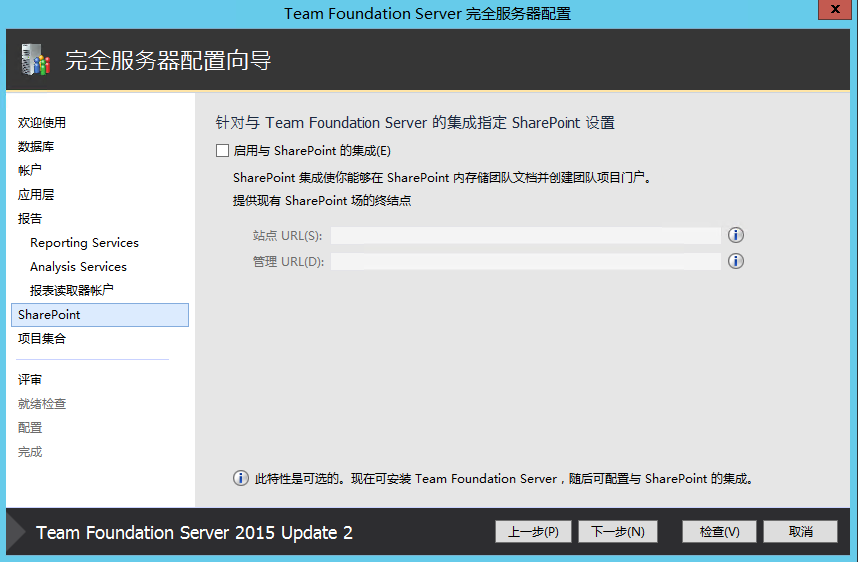 Team Foundation Server 完全服务器配置
x
完全服务器配置向导
欢迎使用
数据库
帐户
应用层
报告
Reporting Services
Analysis Services
报表读取器帐户
SharePoint
项目集合
评审
就绪检查
配置
完成
针对与 Team Foundation Server 的集成指定 SharePoint 设置
启用与 SharePoint 的集成(E)
SharePoint 集成使你能够在 SharePoint 内存储团队文档并创建团队项目门户。
提供现有 SharePoint 场的终结点
站点 URL(S):
管理 URL(D):
此特性是可选的。现在可安装 Team Foundation Server，随后可配置与 SharePoint 的集成。
Team Foundation Server 2015 Update 2
上一步(P) 下一步(N) 检查(V) 取消